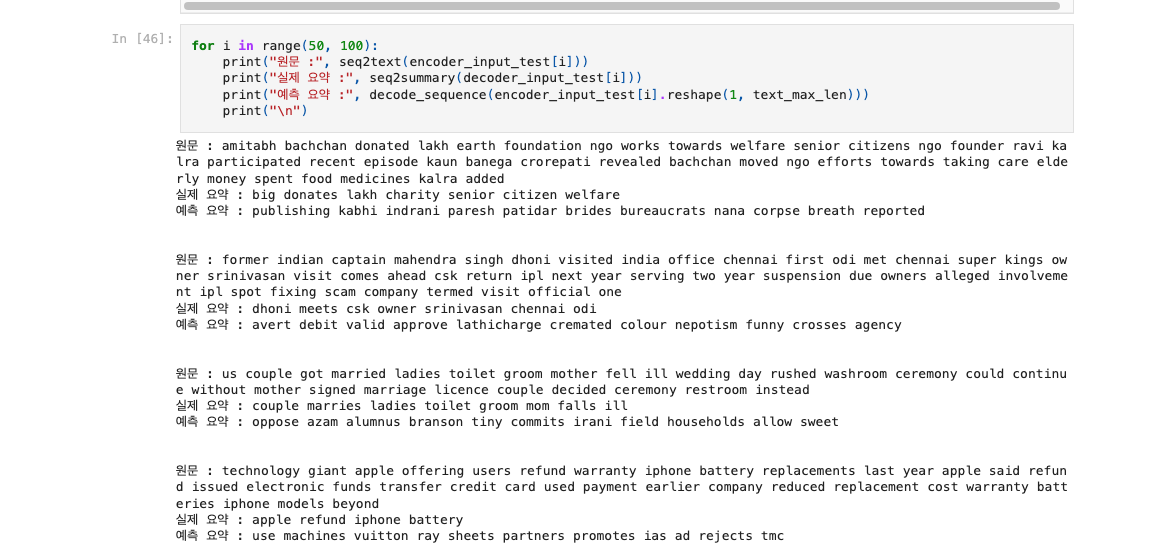 In [46]:
for i in range(50, 100):
    print("원문 :", seq2text(encoder_input_test[i]))
    print("실제 요약 :", seq2summary(decoder_input_test[i]))
    print("예측 요약 :", decode_sequence(encoder_input_test[i].reshape(1, text_max_len)))
    print("\n")
원문 : amitabh bachchan donated lakh earth foundation ngo works towards welfare senior citizens ngo founder ravi ka
lra participated recent episode kaun banega crorepati revealed bachchan moved ngo efforts towards taking care elde
rly money spent food medicines kalra added
실제 요약 : big donates lakh charity senior citizen welfare
예측 요약 : publishing kabhi indrani paresh patidar brides bureaucrats nana corpse breath reported
원문 : former indian captain mahendra singh dhoni visited india office chennai first odi met chennai super kings ow
ner srinivasan visit comes ahead csk return ipl next year serving two year suspension due owners alleged involveme
nt ipl spot fixing scam company termed visit official one
실제 요약 : dhoni meets csk owner srinivasan chennai odi
예측 요약 : avert debit valid approve lathicharge cremated colour nepotism funny crosses agency
원문 : us couple got married ladies toilet groom mother fell ill wedding day rushed washroom ceremony could continu
e without mother signed marriage licence couple decided ceremony restroom instead
실제 요약 : couple marries ladies toilet groom mom falls ill
예측 요약 : oppose azam alumnus branson tiny commits irani field households allow sweet
원문 : technology giant apple offering users refund warranty iphone battery replacements last year apple said refun
d issued electronic funds transfer credit card used payment earlier company reduced replacement cost warranty batt
eries iphone models beyond
실제 요약 : apple refund iphone battery
예측 요약 : use machines vuitton ray sheets partners promotes ias ad rejects tmc